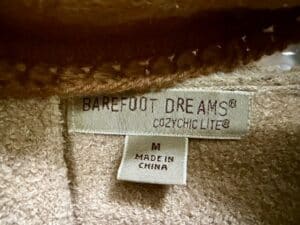 BAREFOOT DREAMS®
COZYCHIC LITE®
M
MADE IN
CHINA